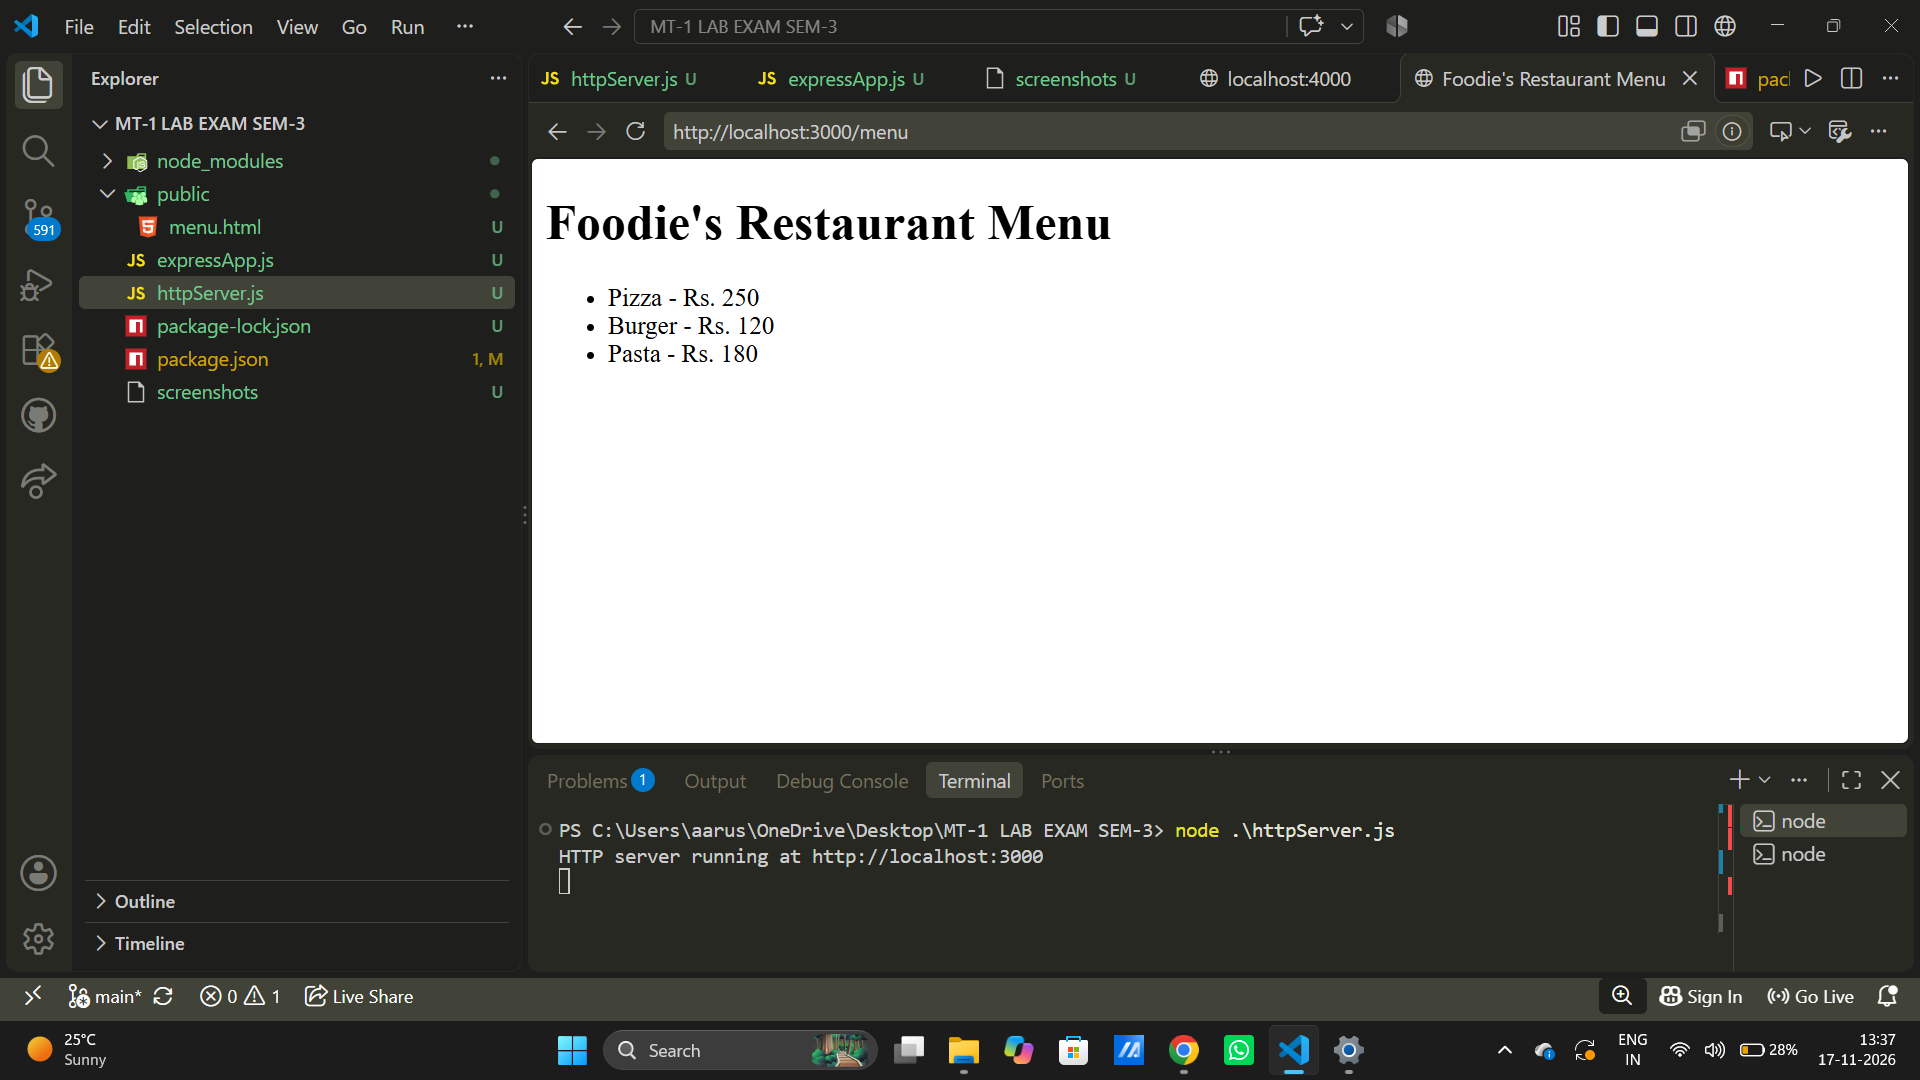 File Edit Selection View Go Run ···
MT-1 LAB EXAM SEM-3
Explorer
MT-1 LAB EXAM SEM-3
node_modules
public
menu.html U
JS expressApp.js U
JS httpServer.js U
package-lock.json U
package.json 1, M
screenshots U
Outline
Timeline
591
JS httpServer.js U
JS expressApp.js U
screenshots U
localhost:4000
Foodie's Restaurant Menu
pac
http://localhost:3000/menu
Foodie's Restaurant Menu
• Pizza - Rs. 250
• Burger - Rs. 120
• Pasta - Rs. 180
Problems 1 Output Debug Console Terminal Ports
PS C:\Users\aarus\OneDrive\Desktop\MT-1 LAB EXAM SEM-3> node .\httpServer.js
HTTP server running at http://localhost:3000
node
node
main* 0 1 Live Share
Sign In Go Live
25°C
Sunny
Search
ENG
IN
28%
13:37
17-11-2026